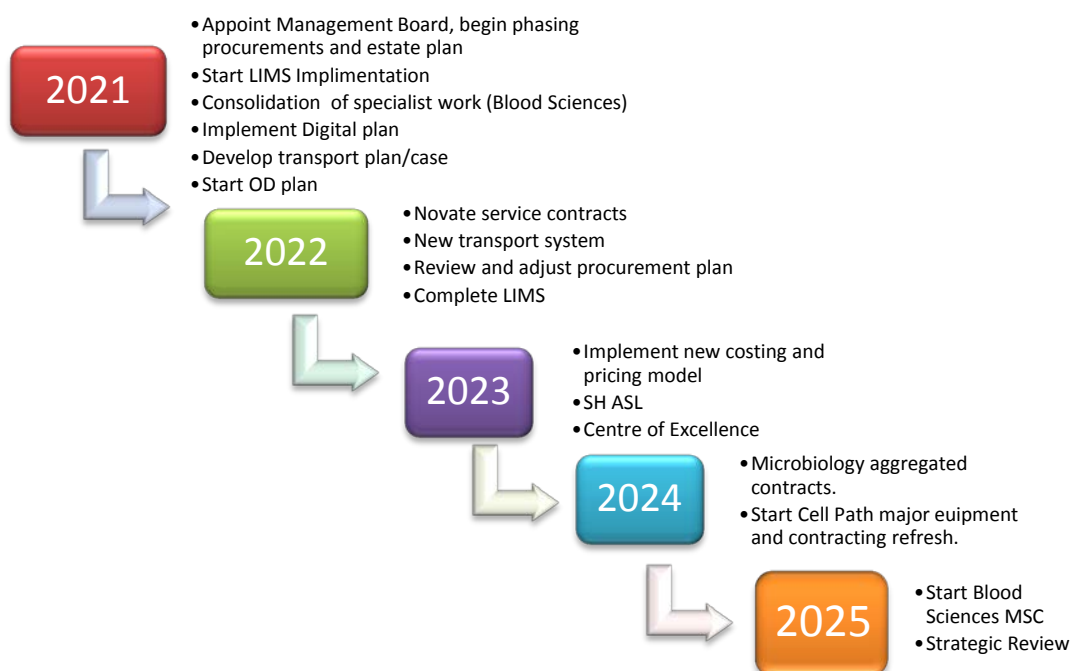 2021
•Appoint Management Board, begin phasing
procurements and estate plan
•Start LIMS Implimentation
•Consolidation of specialist work (Blood Sciences)
•Implement Digital plan
•Develop transport plan/case
•Start OD plan
2022
•Novate service contracts
•New transport system
•Review and adjust procurement plan
•Complete LIMS
2023
•Implement new costing and
pricing model
•SH ASL
•Centre of Excellence
2024
•Microbiology aggregated
contracts.
•Start Cell Path major euipment
and contracting refresh.
2025
•Start Blood
Sciences MSC
•Strategic Review